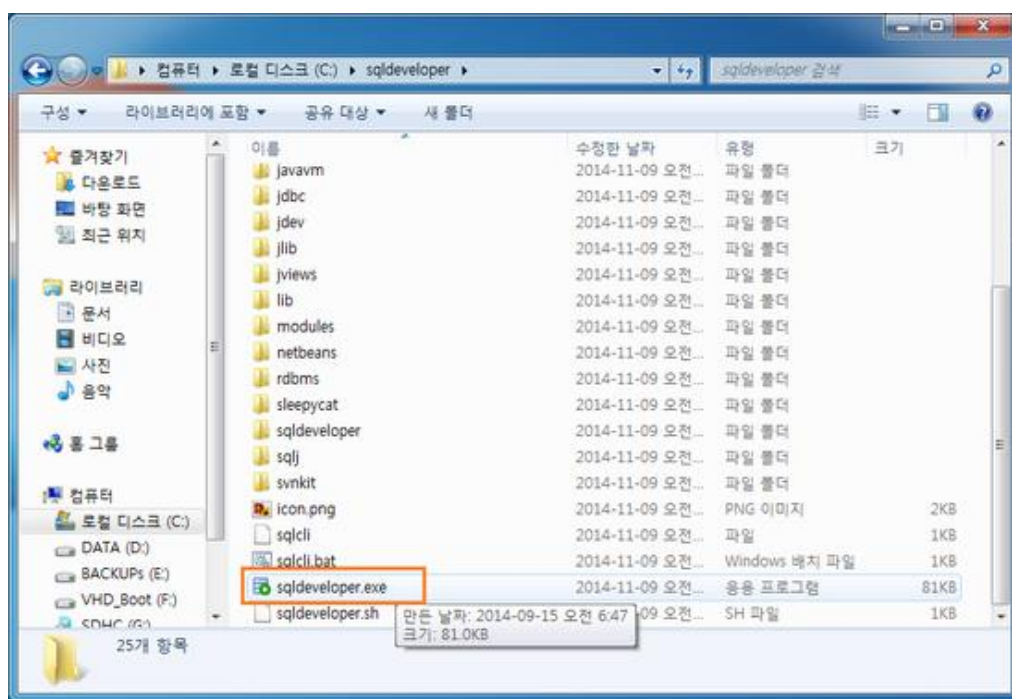 컴퓨터 ▸ 로컬 디스크 (C:) ▸ sqldeveloper ▸
sqldeveloper 검색
구성 라이브러리에 포함 공유 대상 새 폴더
즐겨찾기
다운로드
바탕 화면
최근 위치
라이브러리
문서
비디오
사진
음악
홈 그룹
컴퓨터
로컬 디스크 (C:)
DATA (D:)
BACKUPs (E:)
VHD_Boot (F:)
SDHC (G:)
이름 수정한 날짜 유형 크기
javavm 2014-11-09 오전... 파일 폴더
jdbc 2014-11-09 오전... 파일 폴더
jdev 2014-11-09 오전... 파일 폴더
jlib 2014-11-09 오전... 파일 폴더
jviews 2014-11-09 오전... 파일 폴더
lib 2014-11-09 오전... 파일 폴더
modules 2014-11-09 오전... 파일 폴더
netbeans 2014-11-09 오전... 파일 폴더
rdbms 2014-11-09 오전... 파일 폴더
sleepycat 2014-11-09 오전... 파일 폴더
sqldeveloper 2014-11-09 오전... 파일 폴더
sqlj 2014-11-09 오전... 파일 폴더
svnkit 2014-11-09 오전... 파일 폴더
icon.png 2014-11-09 오전... PNG 이미지 2KB
sqlcli 2014-11-09 오전... 파일 1KB
sqlcli.bat 2014-11-09 오전... Windows 배치 파일 1KB
sqldeveloper.exe 2014-11-09 오전... 응용 프로그램 81KB
sqldeveloper.sh 09 오전... SH 파일 1KB
만든 날짜: 2014-09-15 오전 6:47
크기: 81.0KB
25개 항목